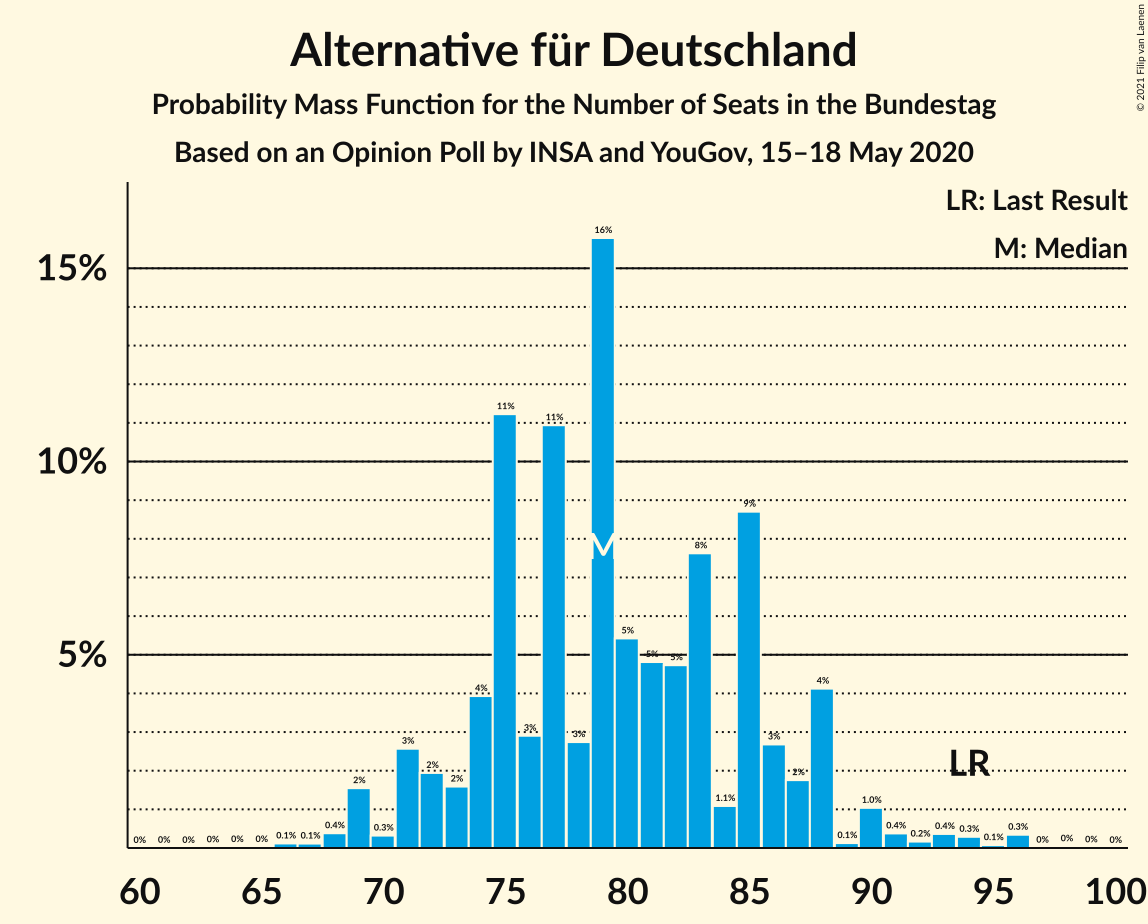 Alternative für Deutschland
Probability Mass Function for the Number of Seats in the Bundestag
Based on an Opinion Poll by INSA and YouGov, 15–18 May 2020
© 2021 Filip van Laenen
LR: Last Result
M: Median
15%
10%
5%
0% 0% 0% 0% 0% 0% 0.1% 0.1% 0.4% 2% 0.3% 3% 2% 2% 4% 11% 3% 11% 3% 16% 5% 5% 5% 8% 1.1% 9% 3% 2% 4% 0.1% 1.0% 0.4% 0.2% 0.4% 0.3% 0.1% 0.3% 0% 0% 0% 0%
M
LR
60 65 70 75 80 85 90 95 100